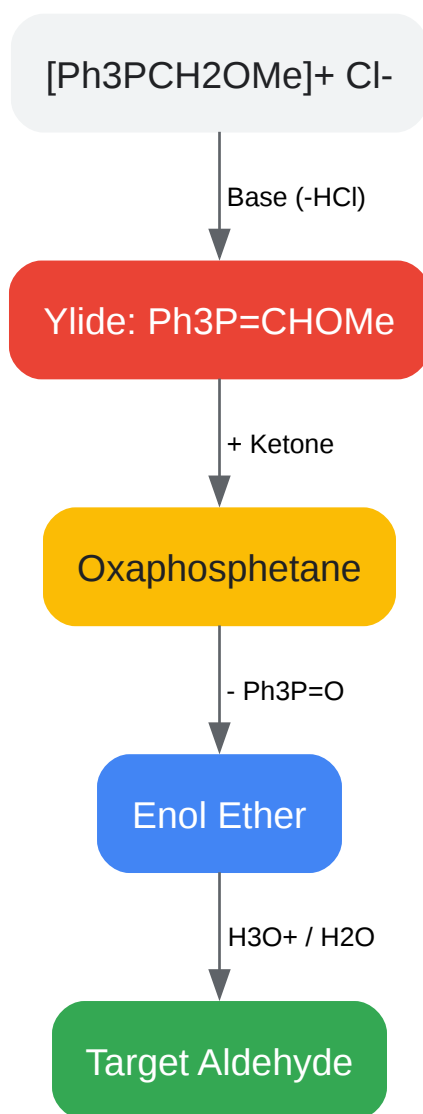 [Ph3PCH2OMe]+ Cl-
Base (-HCl)
Ylide: Ph3P=CHOMe
+ Ketone
Oxaphosphetane
- Ph3P=O
Enol Ether
H3O+ / H2O
Target Aldehyde